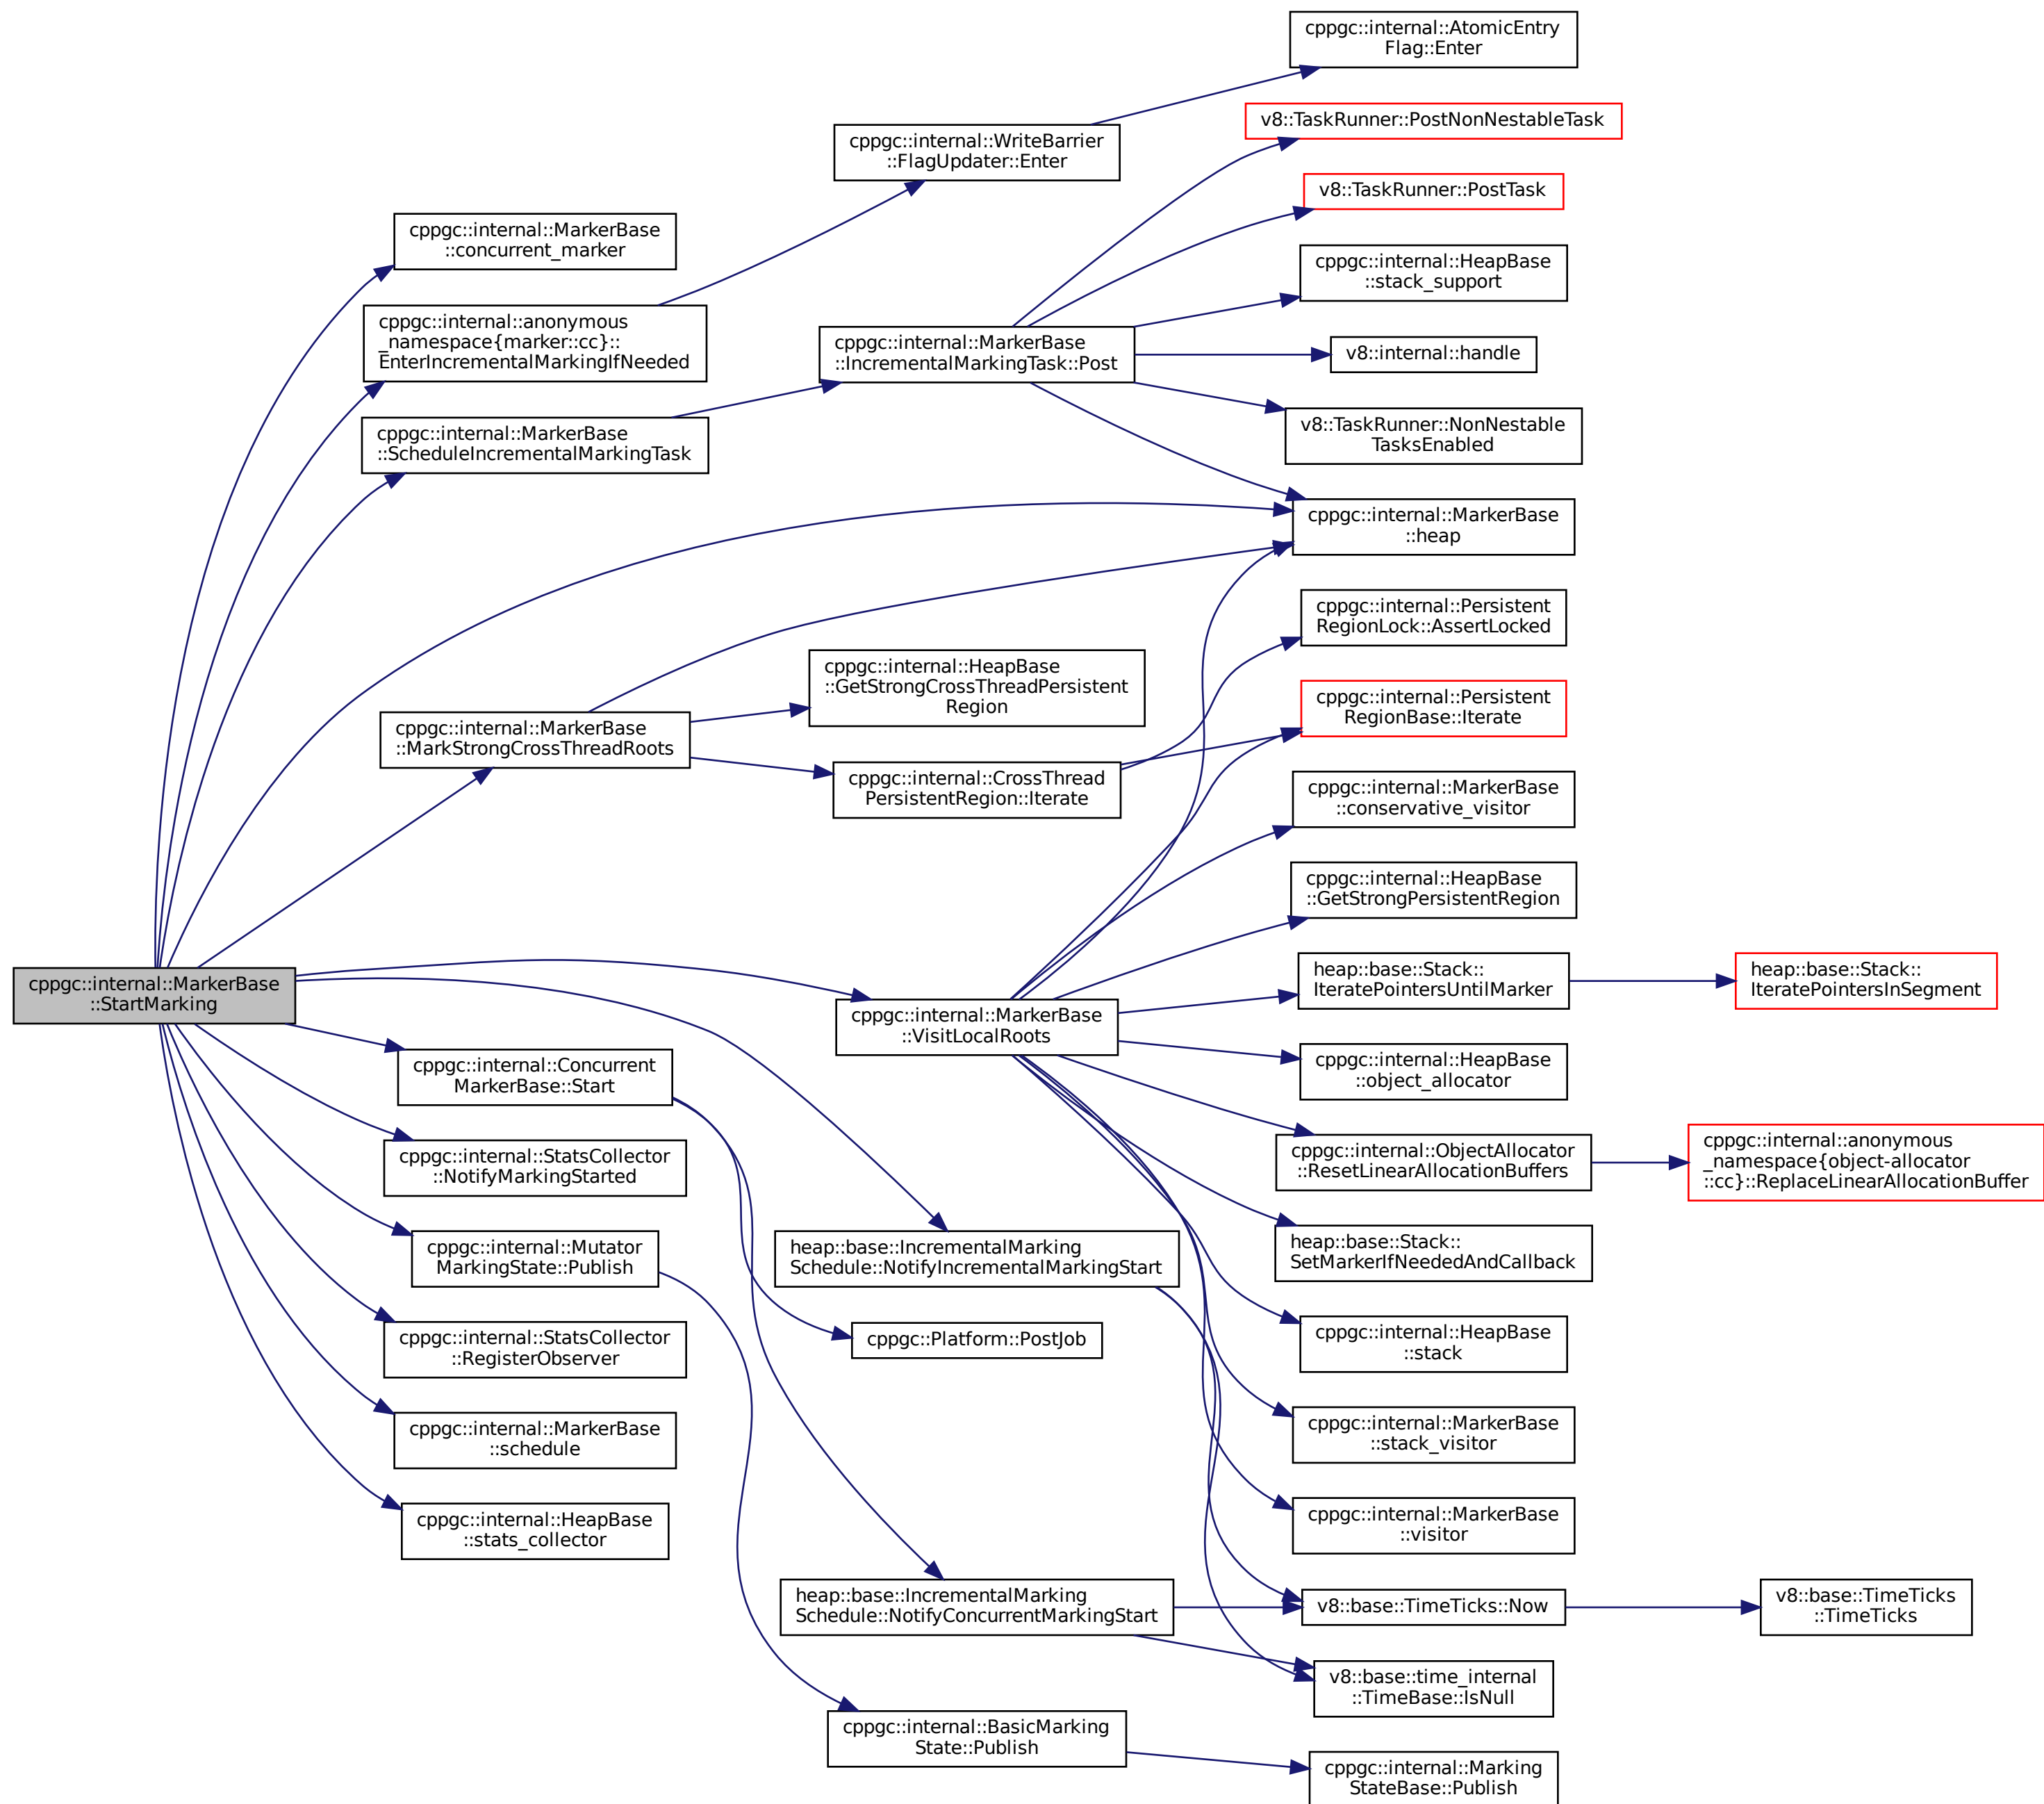 cppgc::internal::AtomicEntry
Flag::Enter
v8::TaskRunner::PostNonNestableTask
cppgc::internal::WriteBarrier
::FlagUpdater::Enter
v8::TaskRunner::PostTask
cppgc::internal::MarkerBase
::concurrent_marker
cppgc::internal::HeapBase
::stack_support
cppgc::internal::anonymous
_namespace{marker::cc}::
EnterIncrementalMarkingIfNeeded
cppgc::internal::MarkerBase
::IncrementalMarkingTask::Post
v8::internal::handle
cppgc::internal::MarkerBase
::ScheduleIncrementalMarkingTask
v8::TaskRunner::NonNestable
TasksEnabled
cppgc::internal::MarkerBase
::heap
cppgc::internal::Persistent
RegionLock::AssertLocked
cppgc::internal::HeapBase
::GetStrongCrossThreadPersistent
Region
cppgc::internal::Persistent
RegionBase::Iterate
cppgc::internal::MarkerBase
::MarkStrongCrossThreadRoots
cppgc::internal::CrossThread
PersistentRegion::Iterate
cppgc::internal::MarkerBase
::conservative_visitor
cppgc::internal::HeapBase
::GetStrongPersistentRegion
cppgc::internal::MarkerBase
::StartMarking
heap::base::Stack::
IteratePointersUntilMarker
heap::base::Stack::
IteratePointersInSegment
cppgc::internal::MarkerBase
::VisitLocalRoots
cppgc::internal::Concurrent
MarkerBase::Start
cppgc::internal::HeapBase
::object_allocator
cppgc::internal::StatsCollector
::NotifyMarkingStarted
cppgc::internal::ObjectAllocator
::ResetLinearAllocationBuffers
cppgc::internal::anonymous
_namespace{object-allocator
::cc}::ReplaceLinearAllocationBuffer
cppgc::internal::Mutator
MarkingState::Publish
heap::base::IncrementalMarking
Schedule::NotifyIncrementalMarkingStart
heap::base::Stack::
SetMarkerIfNeededAndCallback
cppgc::internal::StatsCollector
::RegisterObserver
cppgc::Platform::PostJob
cppgc::internal::HeapBase
::stack
cppgc::internal::MarkerBase
::schedule
cppgc::internal::MarkerBase
::stack_visitor
cppgc::internal::HeapBase
::stats_collector
cppgc::internal::MarkerBase
::visitor
heap::base::IncrementalMarking
Schedule::NotifyConcurrentMarkingStart
v8::base::TimeTicks::Now
v8::base::TimeTicks
::TimeTicks
v8::base::time_internal
::TimeBase::IsNull
cppgc::internal::BasicMarking
State::Publish
cppgc::internal::Marking
StateBase::Publish